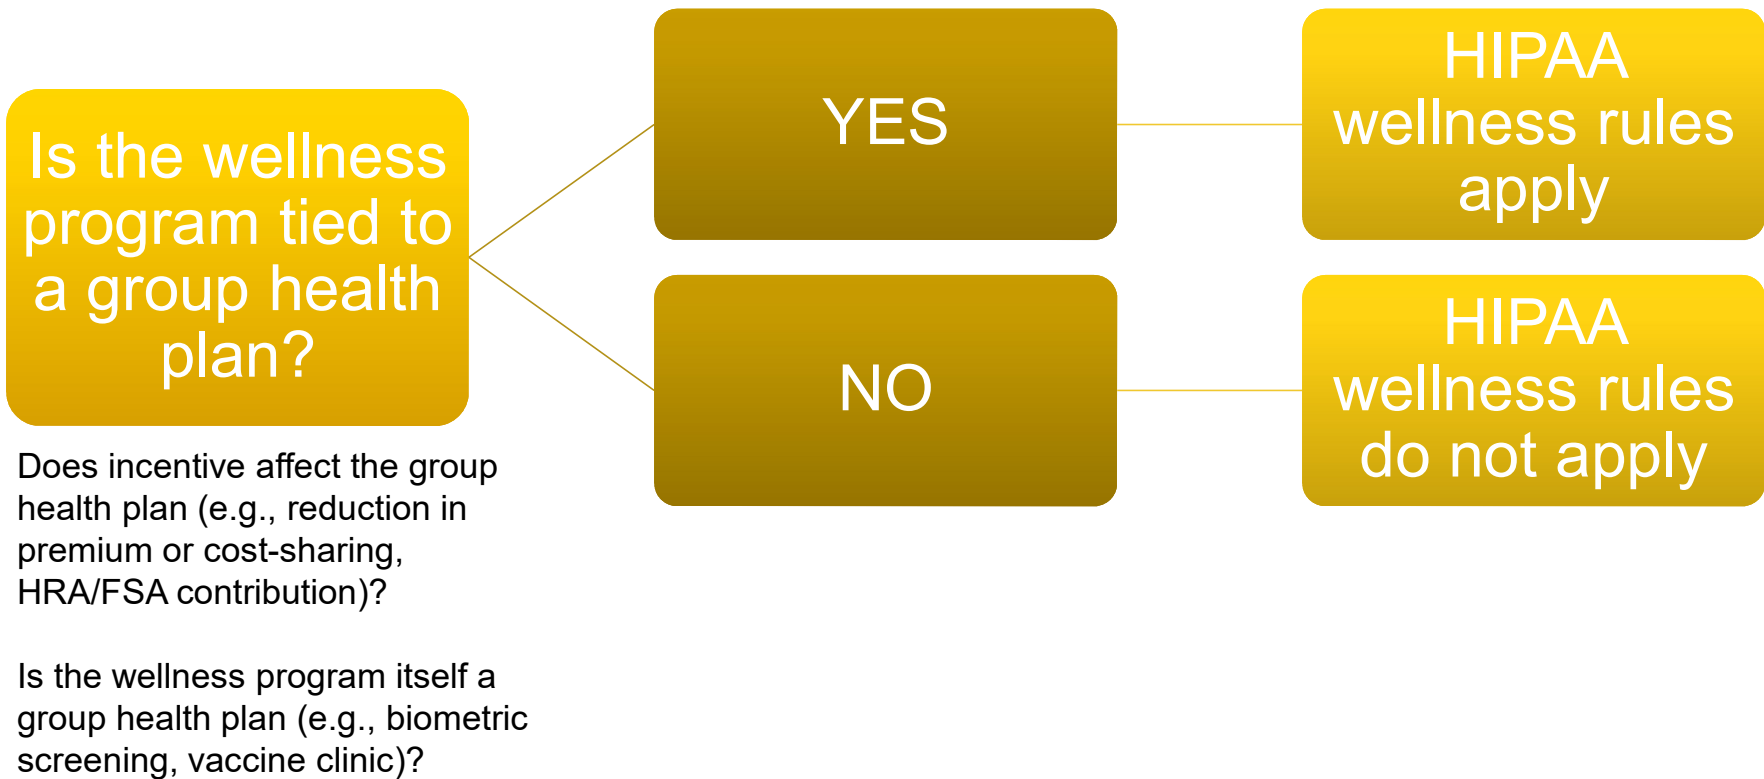 Is the wellness
program tied to
a group health
plan?
YES
HIPAA
wellness rules
apply
NO
HIPAA
wellness rules
do not apply
Does incentive affect the group
health plan (e.g., reduction in
premium or cost-sharing,
HRA/FSA contribution)?
Is the wellness program itself a
group health plan (e.g., biometric
screening, vaccine clinic)?